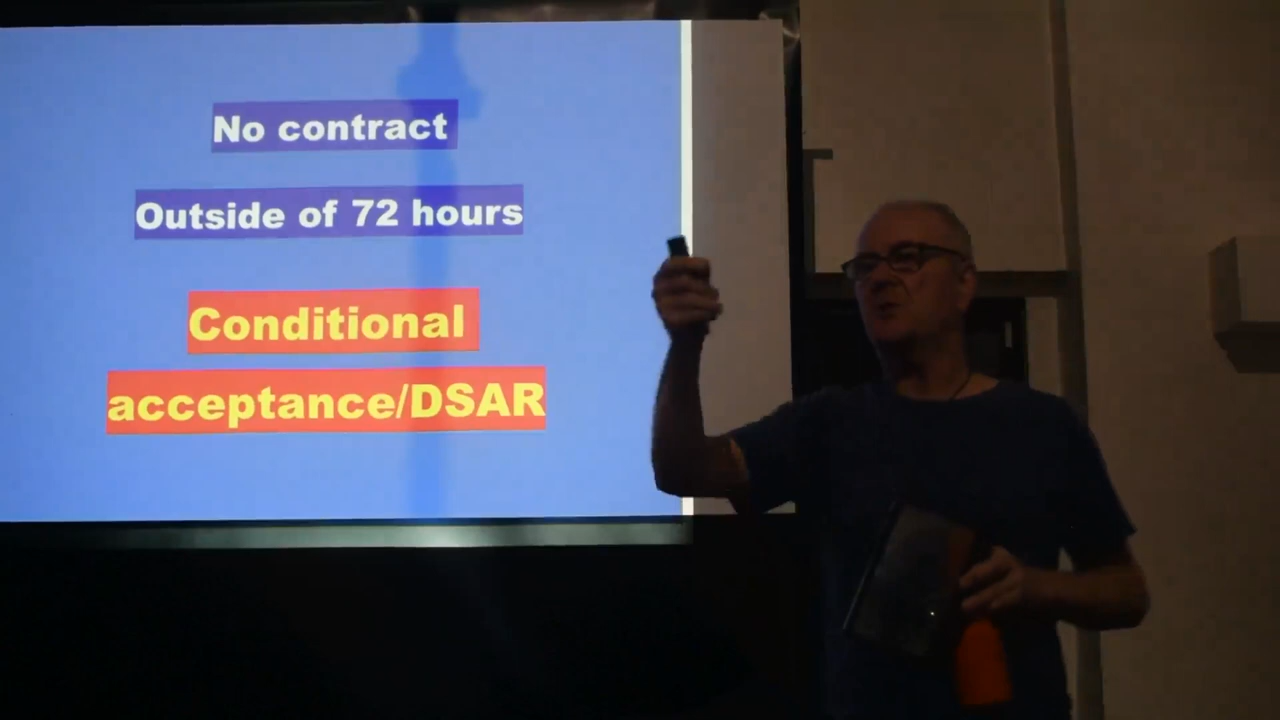 No contract
Outside of 72 hours
Conditional
acceptance/DSAR